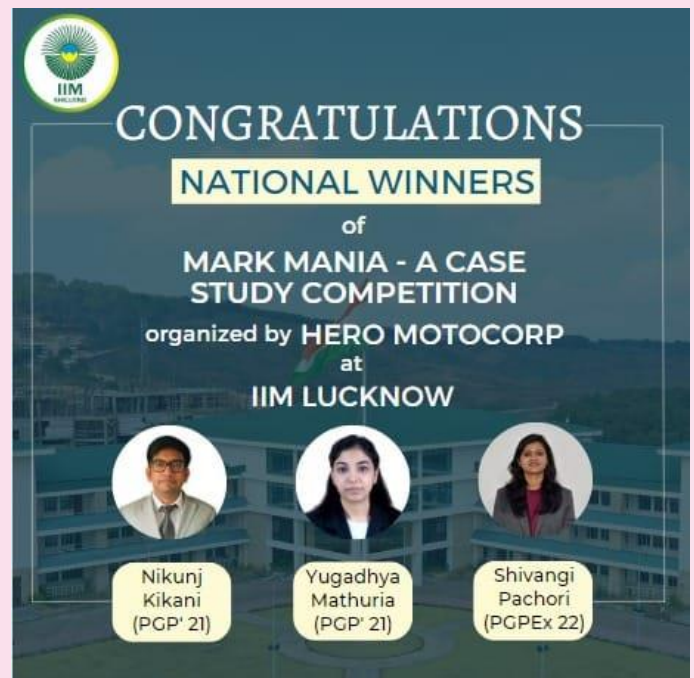 IIM
SHILLONG
CONGRATULATIONS
NATIONAL WINNERS
of
MARK MANIA - A CASE
STUDY COMPETITION
organized by HERO MOTOCORP
at
IIM LUCKNOW
Nikunj
Kikani
(PGP' 21)
Yugadhya
Mathuria
(PGP' 21)
Shivangi
Pachori
(PGPEx 22)